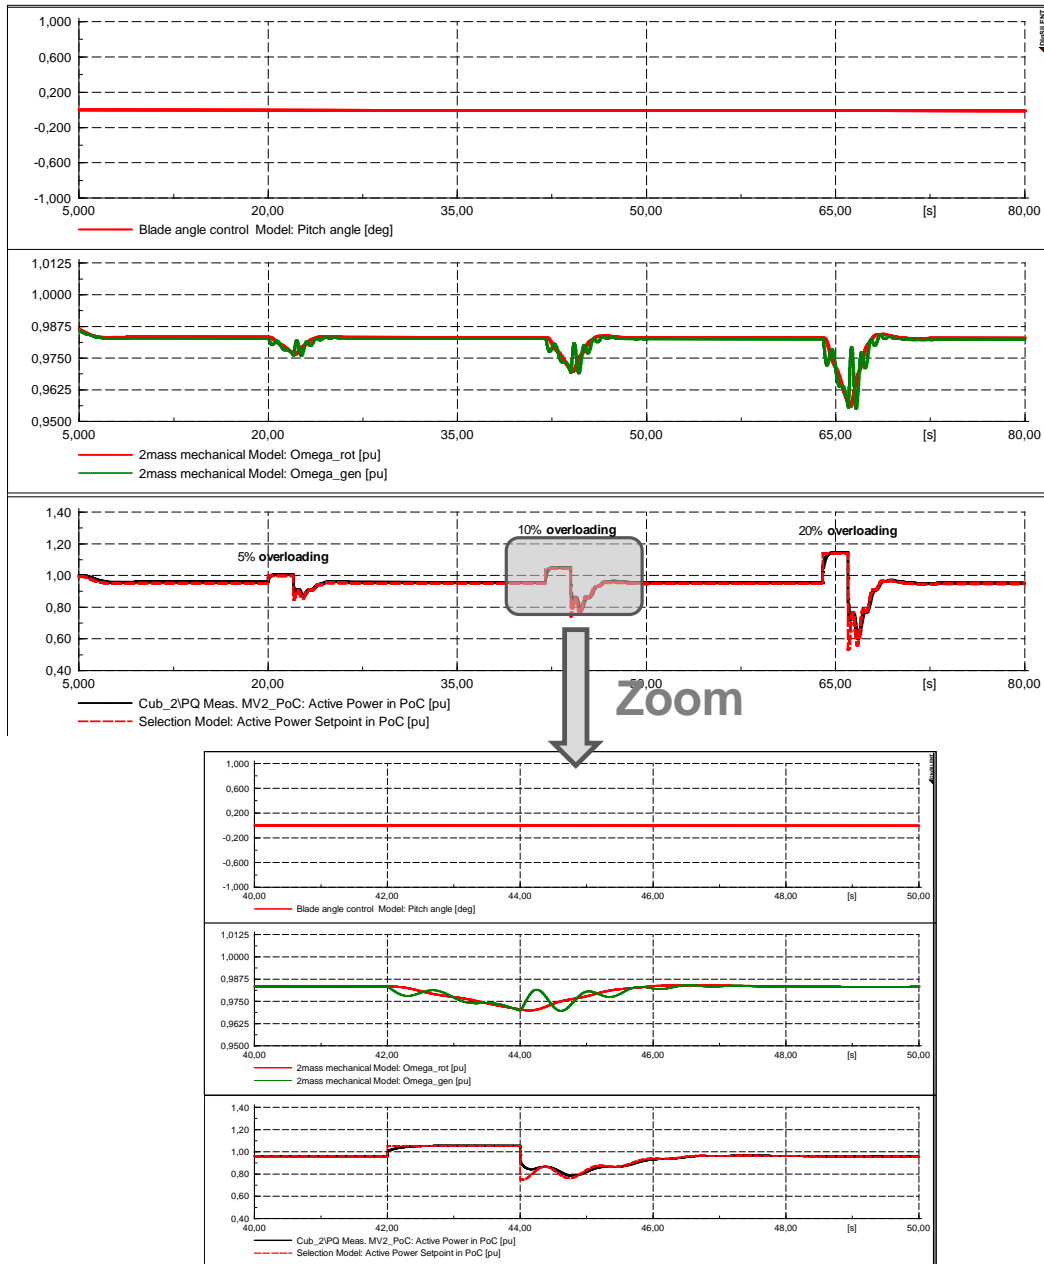 1,000
0,600
0,200
-0,200
-0,600
-1,000
5,000 20,00 35,00 50,00 65,00 [s] 80,00
Blade angle control Model: Pitch angle [deg]
DIgSILENT
1,0125
1,0000
0,9875
0,9750
0,9625
0,9500
5,000 20,00 35,00 50,00 65,00 [s] 80,00
2mass mechanical Model: Omega_rot [pu]
2mass mechanical Model: Omega_gen [pu]
1,40
1,20
1,00
0,80
0,60
0,40
5% overloading
10% overloading
20% overloading
5,000 20,00 35,00 50,00 65,00 [s] 80,00
Cub_2\PQ Meas. MV2_PoC: Active Power in PoC [pu]
Selection Model: Active Power Setpoint in PoC [pu]
Zoom
1,000
0,600
0,200
-0,200
-0,600
-1,000
40,00 42,00 44,00 46,00 48,00 [s] 50,00
Blade angle control Model: Pitch angle [deg]
DIgSILENT
1,0125
1,0000
0,9875
0,9750
0,9625
0,9500
40,00 42,00 44,00 46,00 48,00 [s] 50,00
2mass mechanical Model: Omega_rot [pu]
2mass mechanical Model: Omega_gen [pu]
1,40
1,20
1,00
0,80
0,60
0,40
40,00 42,00 44,00 46,00 48,00 [s] 50,00
Cub_2\PQ Meas. MV2_PoC: Active Power in PoC [pu]
Selection Model: Active Power Setpoint in PoC [pu]